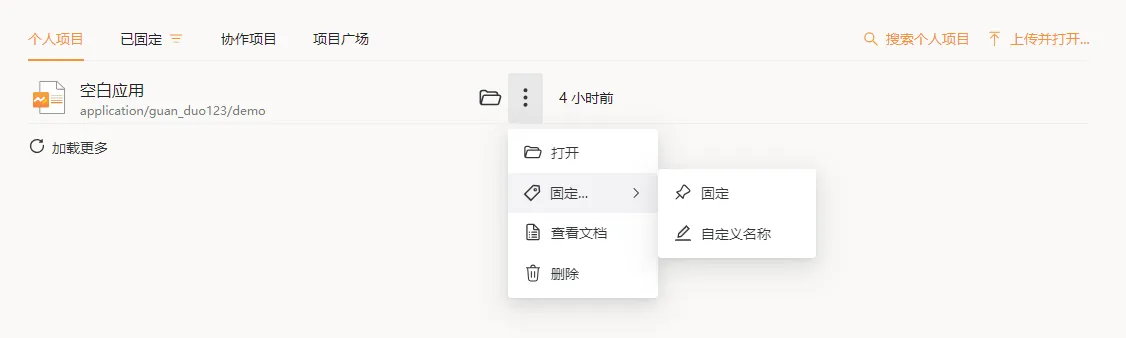 个人项目 已固定 协作项目 项目广场 搜索个人项目 上传并打开...
空白应用
application/guan_duo123/demo
4 小时前
加载更多
打开
固定...
固定
查看文档
自定义名称
删除